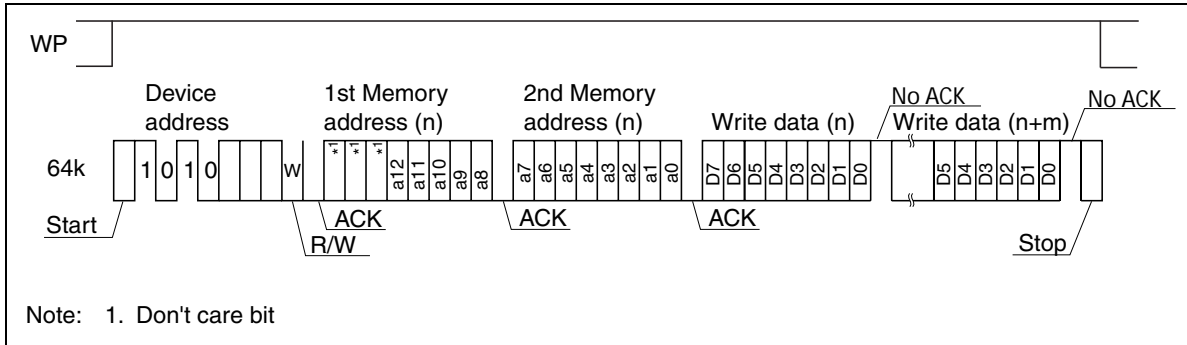 WP
Device address
1st Memory address (n)
2nd Memory address (n)
Write data (n)
No ACK
Write data (n+m)
No ACK
64k
1 0 1 0
W
*1 *1 *1 a12 a11 a10 a9 a8
a7 a6 a5 a4 a3 a2 a1 a0
D7 D6 D5 D4 D3 D2 D1 D0
D5 D4 D3 D2 D1 D0
Start
R/W
ACK
ACK
ACK
Stop
Note: 1. Don't care bit